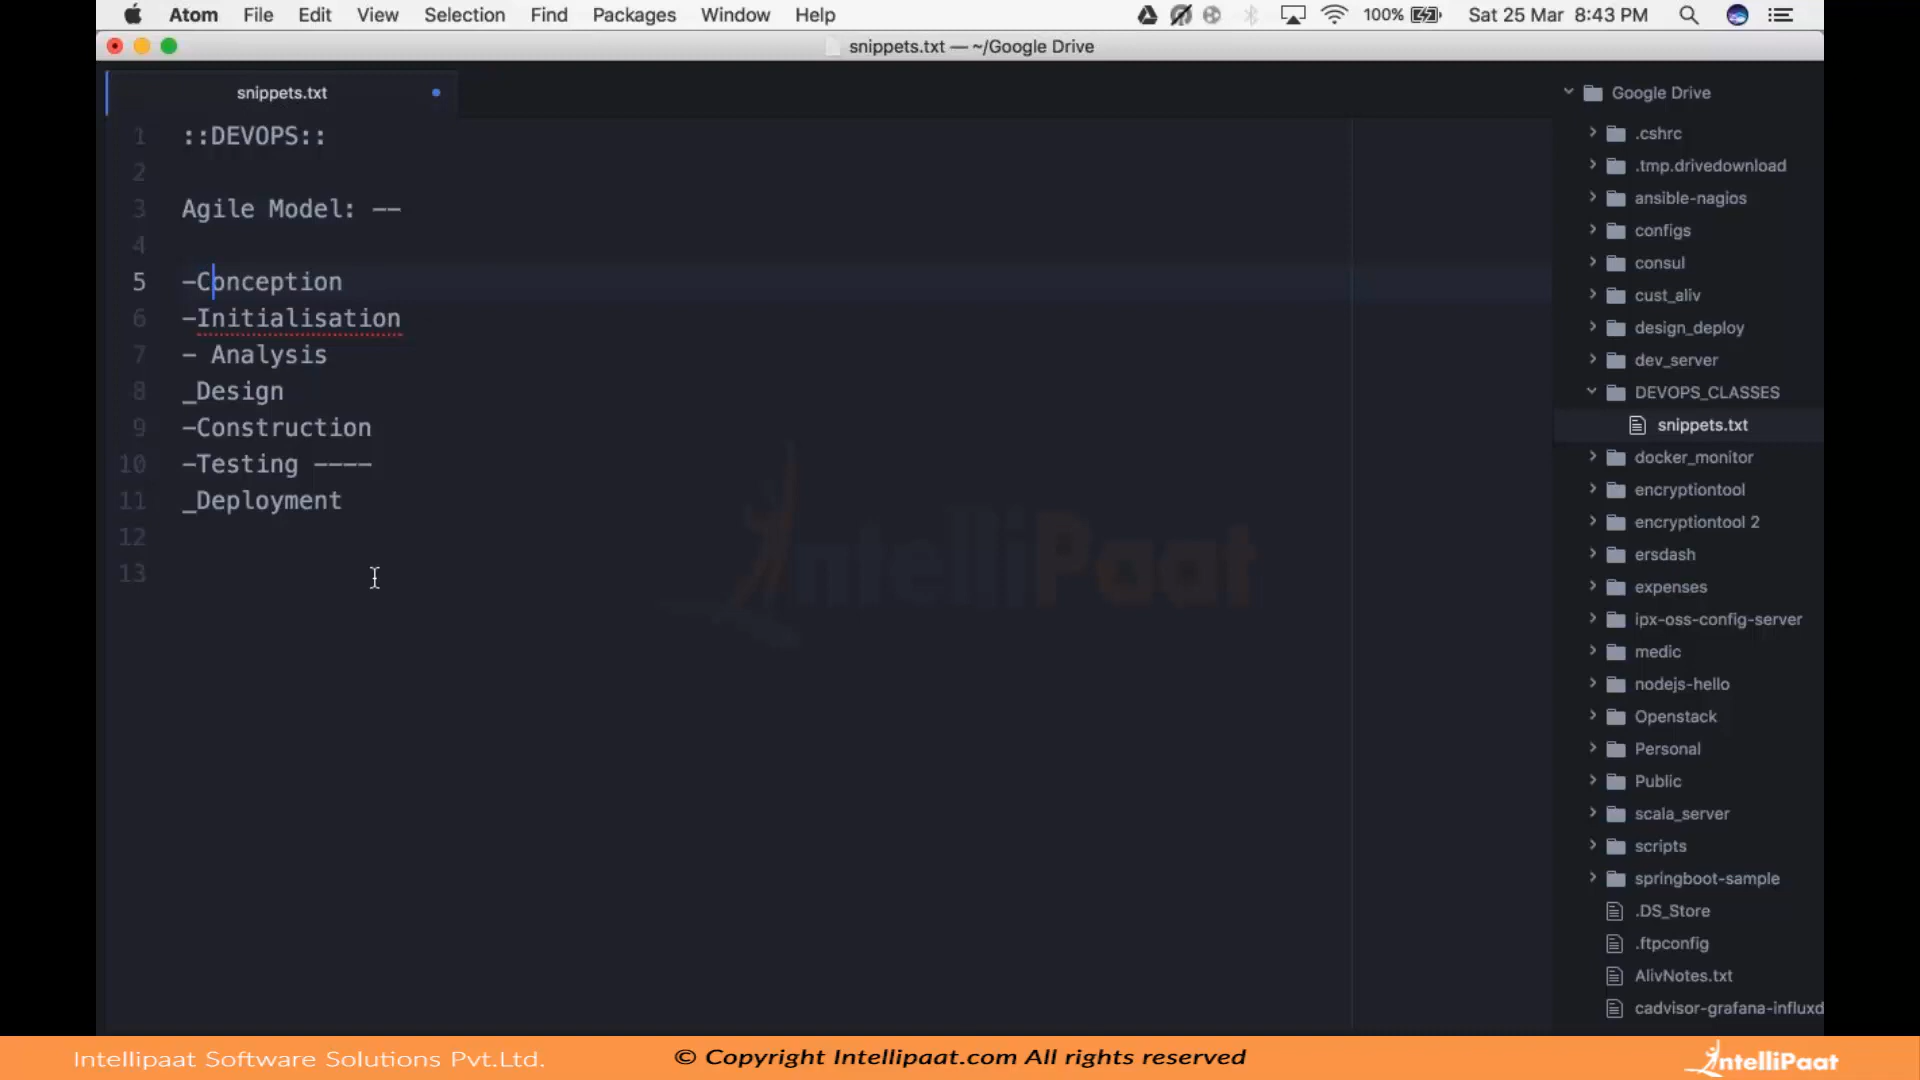 Atom File Edit View Selection Find Packages Window Help 100% Sat 25 Mar 8:43 PM
snippets.txt — ~/Google Drive
snippets.txt
1 ::DEVOPS::
2
3 Agile Model: --
4
5 -Conception
6 -Initialisation
7 - Analysis
8 _Design
9 -Construction
10 -Testing ----
11 _Deployment
12
13
Google Drive
.cshrc
.tmp.drivedownload
ansible-nagios
configs
consul
cust_aliv
design_deploy
dev_server
DEVOPS_CLASSES
snippets.txt
docker_monitor
encryptiontool
encryptiontool 2
ersdash
expenses
ipx-oss-config-server
medic
nodejs-hello
Openstack
Personal
Public
scala_server
scripts
springboot-sample
.DS_Store
.ftpconfig
AlivNotes.txt
cadvisor-grafana-influxd
IntelliPaat
Intellipaat Software Solutions Pvt.Ltd. © Copyright Intellipaat.com All rights reserved IntelliPaat